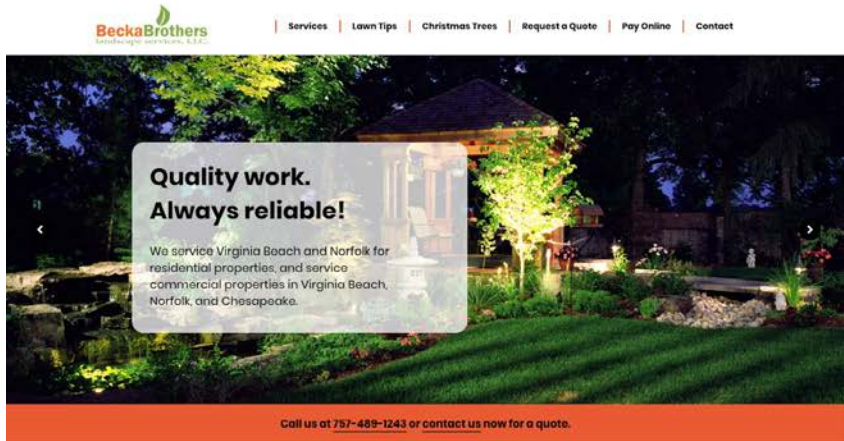 BeckaBrothers
landscape services, LLC.
Services
Lawn Tips
Christmas Trees
Request a Quote
Pay Online
Contact
Quality work.
Always reliable!
We service Virginia Beach and Norfolk for
residential properties, and service
commercial properties in Virginia Beach,
Norfolk, and Chesapeake.
Call us at 757-489-1243 or contact us now for a quote.